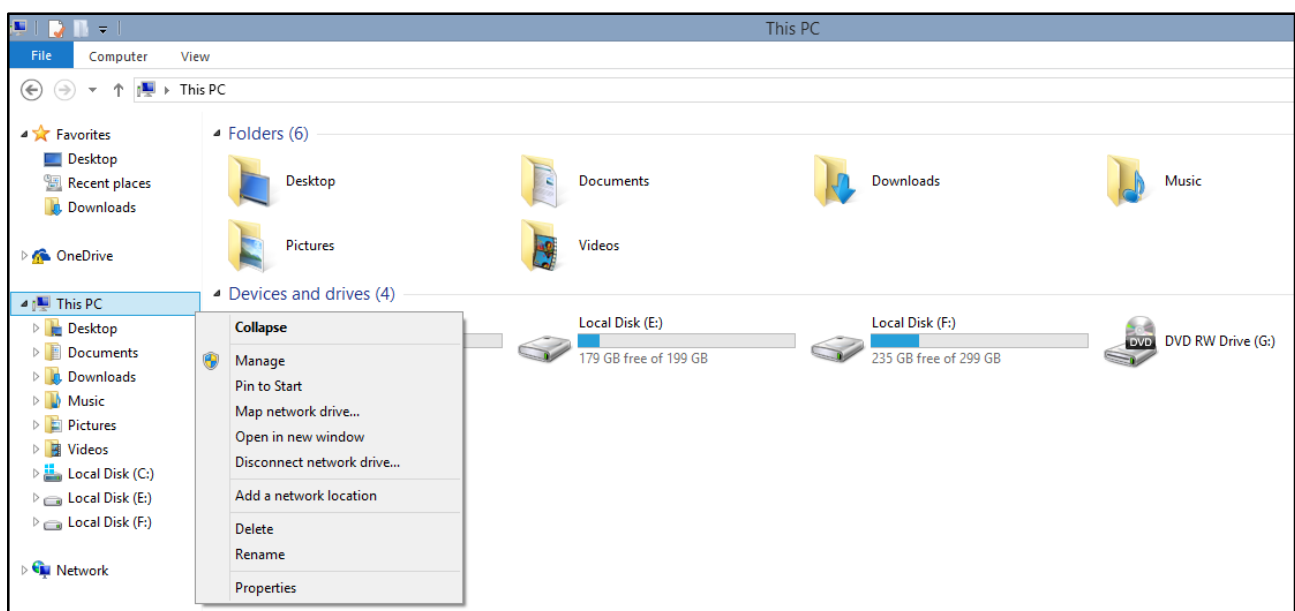 This PC
File Computer View
This PC
Favorites
Desktop
Recent places
Downloads
OneDrive
This PC
Desktop
Documents
Downloads
Music
Pictures
Videos
Local Disk (C:)
Local Disk (E:)
Local Disk (F:)
Network
Folders (6)
Desktop Documents Downloads Music
Pictures Videos
Devices and drives (4)
Local Disk (E:)
179 GB free of 199 GB
Local Disk (F:)
235 GB free of 299 GB
DVD
DVD RW Drive (G:)
Collapse
Manage
Pin to Start
Map network drive...
Open in new window
Disconnect network drive...
Add a network location
Delete
Rename
Properties